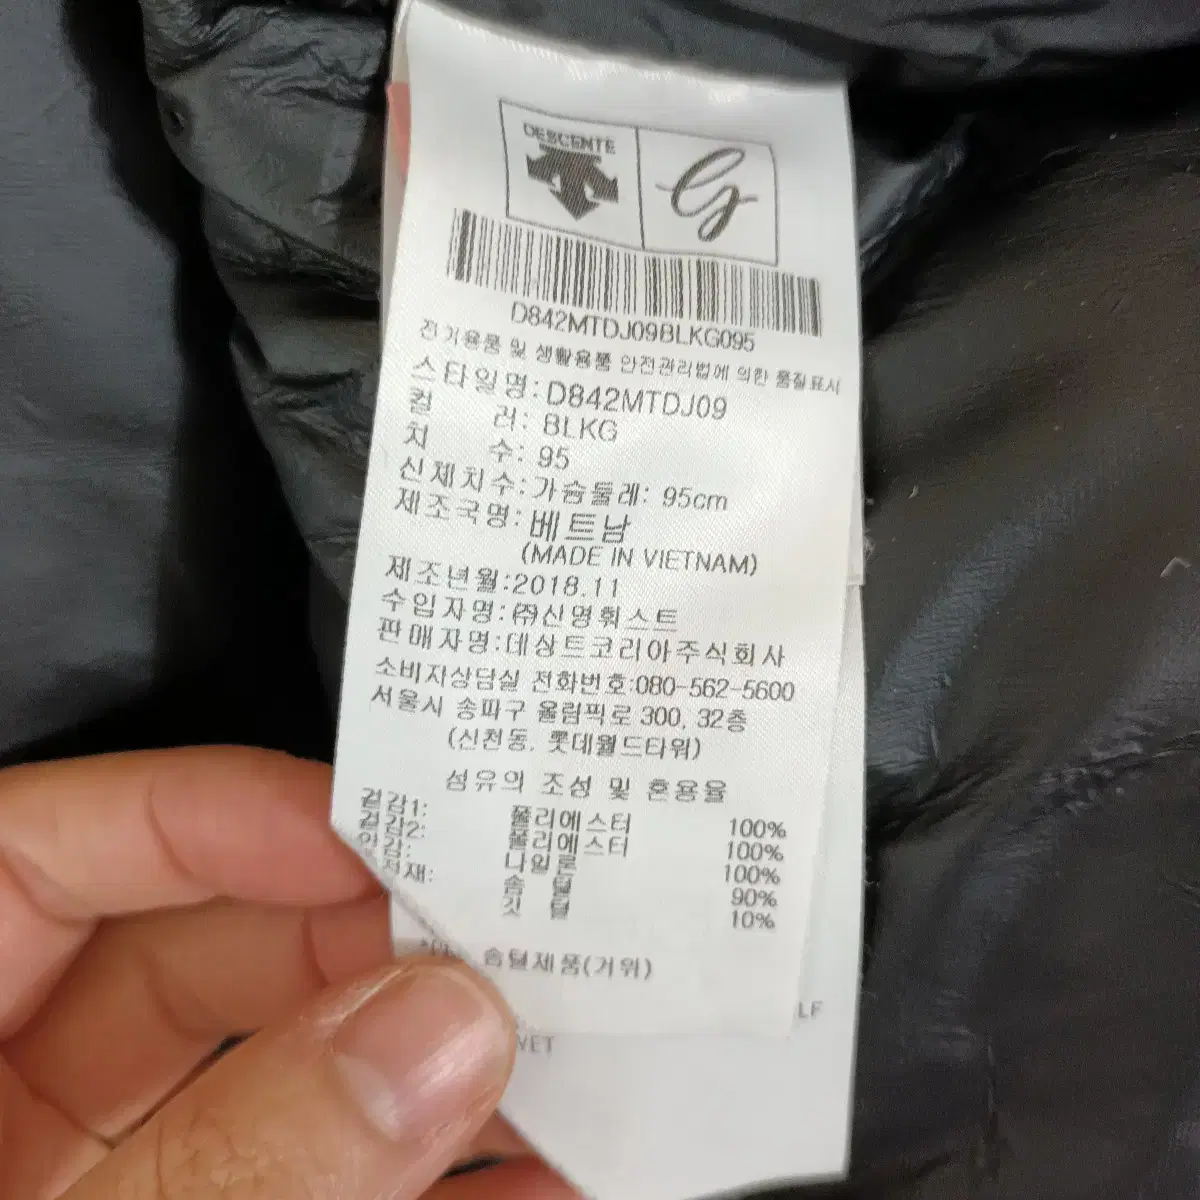 DESCENTE
D842MTDJ09BLKG095
전기용품 및 생활용품 안전관리법에 의한 품질표시
스타일명: D842MTDJ09
컬 러: BLKG
치 수: 95
신체치수: 가슴둘레: 95cm
제조국명: 베트남
(MADE IN VIETNAM)
제조년월:2018.11
수입자명:㈜신명훠스트
판매자명:데상트코리아주식회사
소비자상담실 전화번호:080-562-5600
서울시 송파구 올림픽로 300, 32층
(신천동, 롯데월드타워)
섬유의 조성 및 혼용율
겉감1: 폴리에스터 100%
겉감2: 폴리에스터 100%
안감: 나일론 100%
솜털 90%
깃털 10%
솜털제품(거위)
LF